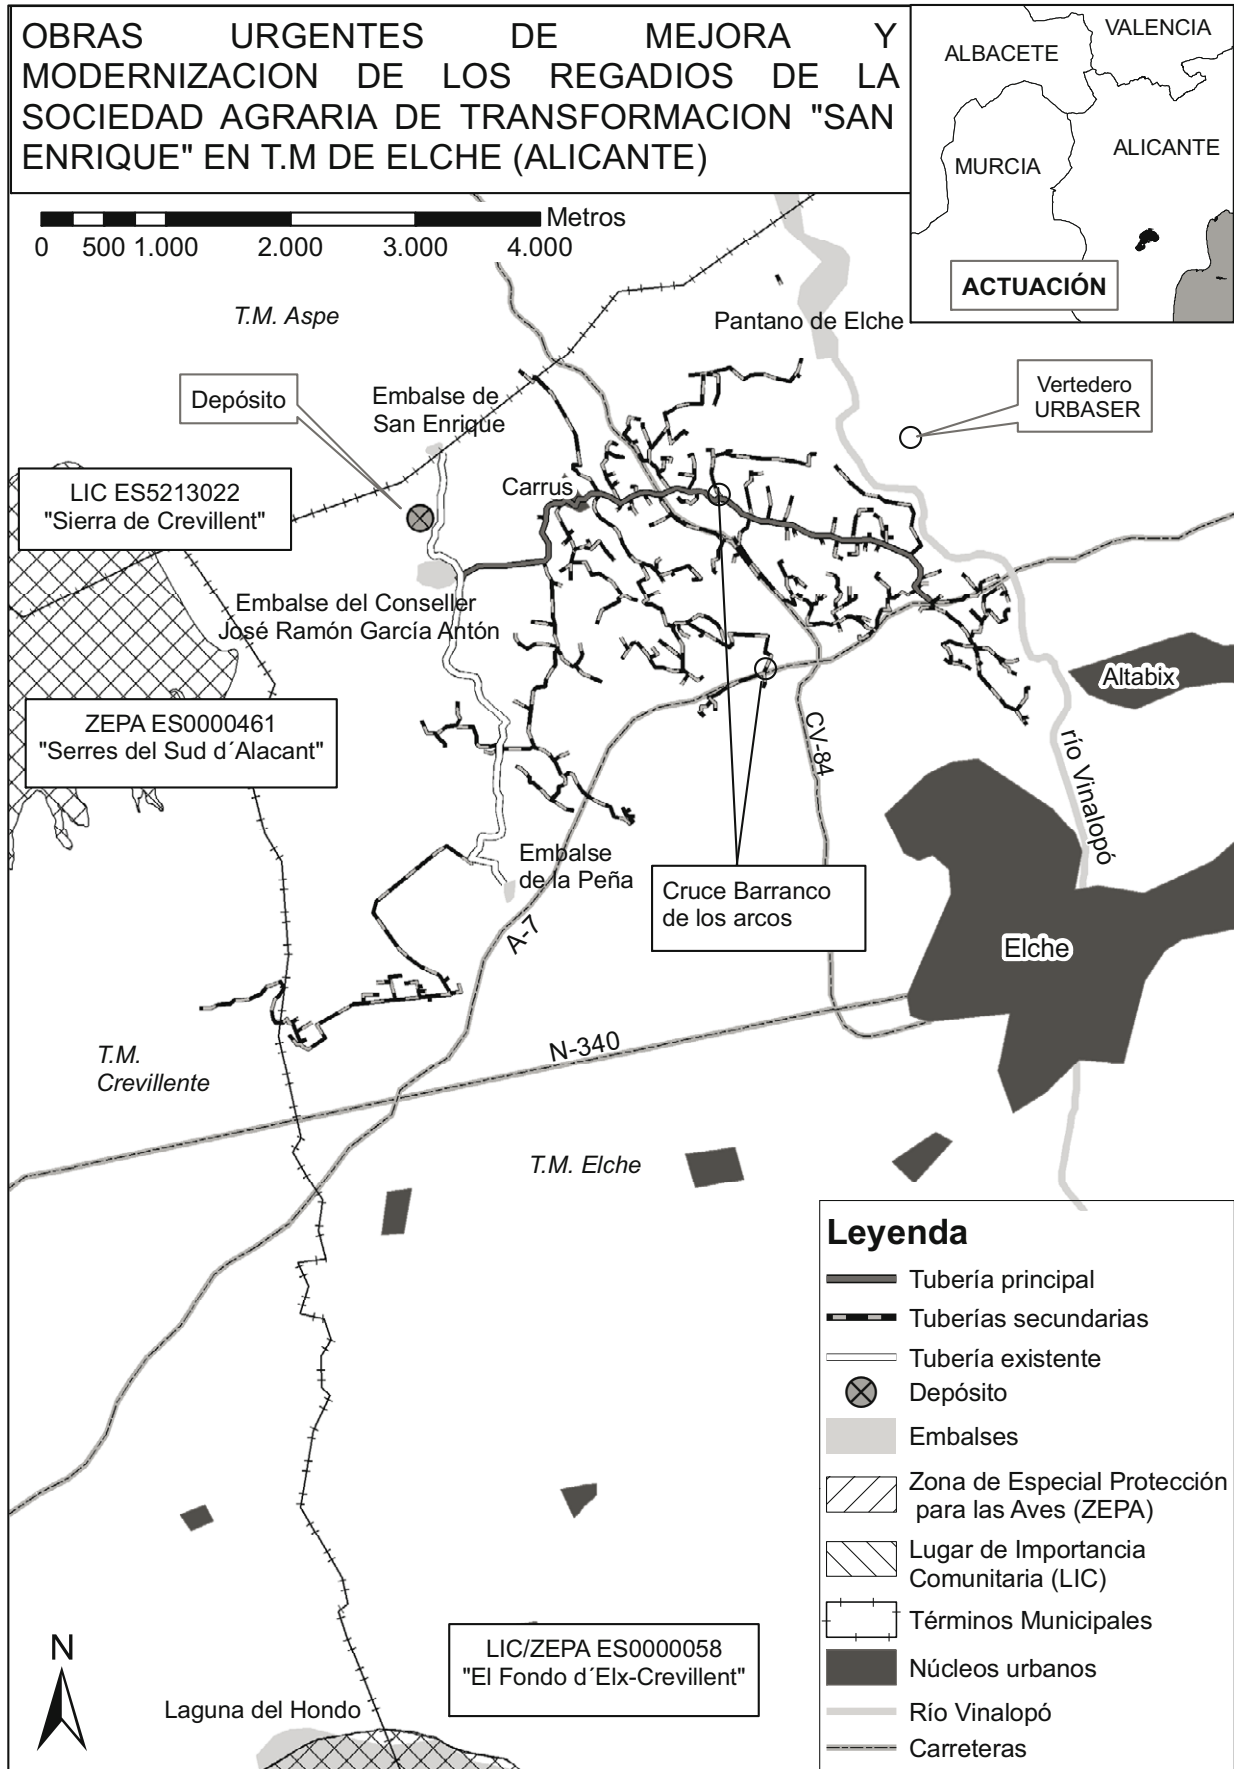 OBRAS URGENTES DE MEJORA Y
MODERNIZACION DE LOS REGADIOS DE LA
SOCIEDAD AGRARIA DE TRANSFORMACION "SAN
ENRIQUE" EN T.M DE ELCHE (ALICANTE)
VALENCIA
ALBACETE
ALICANTE
MURCIA
ACTUACIÓN
Metros
0 500 1.000 2.000 3.000 4.000
T.M. Aspe
Pantano de Elche
Depósito
Embalse de
San Enrique
Vertedero
URBASER
LIC ES5213022
"Sierra de Crevillent"
Carrus
Embalse del Conseller
José Ramón García Antón
ZEPA ES0000461
"Serres del Sud d´Alacant"
Altabix
CV-84
río Vinalopó
Embalse
de la Peña
Cruce Barranco
de los arcos
A-7
Elche
N-340
T.M.
Crevillente
T.M. Elche
Leyenda
Tubería principal
Tuberías secundarias
Tubería existente
Depósito
Embalses
Zona de Especial Protección
para las Aves (ZEPA)
Lugar de Importancia
Comunitaria (LIC)
Términos Municipales
Núcleos urbanos
Río Vinalopó
Carreteras
N
LIC/ZEPA ES0000058
"El Fondo d´Elx-Crevillent"
Laguna del Hondo